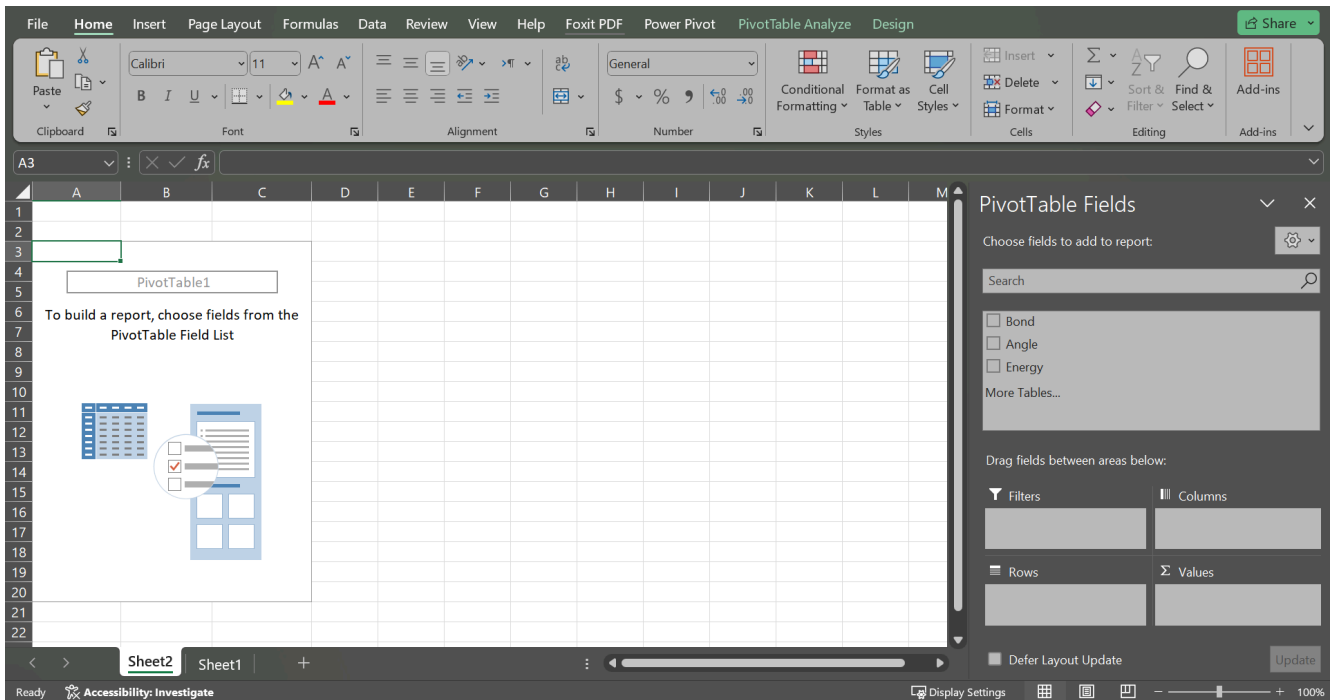 File Home Insert Page Layout Formulas Data Review View Help Foxit PDF Power Pivot PivotTable Analyze Design Share
Paste
Clipboard
Calibri 11 A^ A˅
B I U A
Font
ab
Alignment
General
$ % 9 .00 .00
Number
Conditional Formatting
Format as Table
Cell Styles
Styles
Insert
Delete
Format
Cells
Σ
Sort & Filter
Find & Select
Editing
Add-ins
Add-ins
A3 fx
A B C D E F G H I J K L M
1
2
3
4
5
6
7
8
9
10
11
12
13
14
15
16
17
18
19
20
21
22
PivotTable1
To build a report, choose fields from the
PivotTable Field List
PivotTable Fields
Choose fields to add to report:
Search
Bond
Angle
Energy
More Tables...
Drag fields between areas below:
Filters Columns
Rows Σ Values
Defer Layout Update Update
Sheet2 Sheet1 +
Ready Accessibility: Investigate Display Settings − + 100%